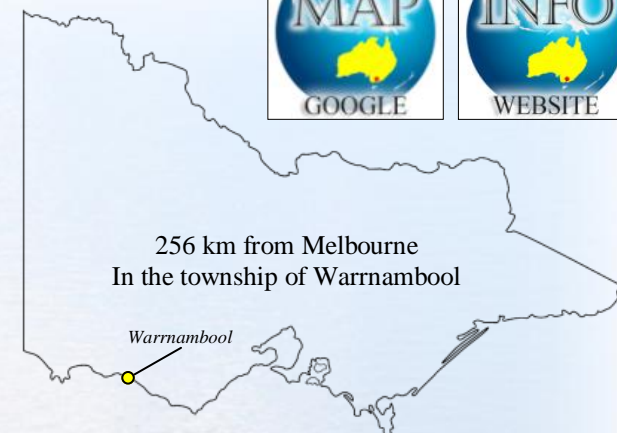 MAP
GOOGLE
INFO
WEBSITE
256 km from Melbourne
In the township of Warrnambool
Warrnambool